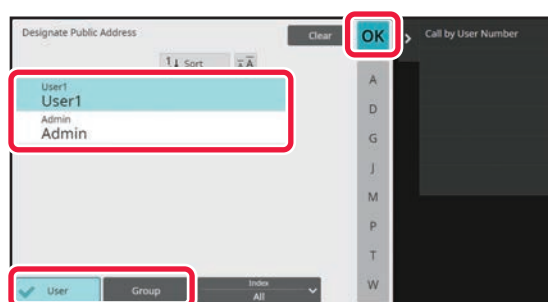 Designate Public Address
Clear
OK
Call by User Number
Sort
A
User1
User1
Admin
Admin
A
D
G
J
M
P
T
W
User
Group
Index
All